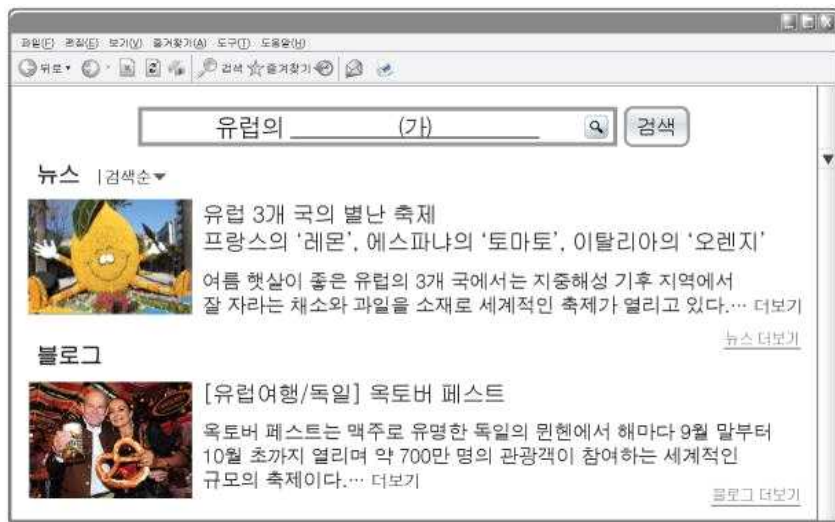 파일(F) 편집(E) 보기(V) 즐겨찾기(A) 도구(T) 도움말(H)
뒤로 검색 즐겨찾기
유럽의 (가) 검색
뉴스 | 검색순▼
유럽 3개 국의 별난 축제
프랑스의 ‘레몬’, 에스파냐의 ‘토마토’, 이탈리아의 ‘오렌지’
여름 햇살이 좋은 유럽의 3개 국에서는 지중해성 기후 지역에서
잘 자라는 채소와 과일을 소재로 세계적인 축제가 열리고 있다.… 더보기
뉴스 더보기
블로그
[유럽여행/독일] 옥토버 페스트
옥토버 페스트는 맥주로 유명한 독일의 뮌헨에서 해마다 9월 말부터
10월 초까지 열리며 약 700만 명의 관광객이 참여하는 세계적인
규모의 축제이다.… 더보기
블로그 더보기